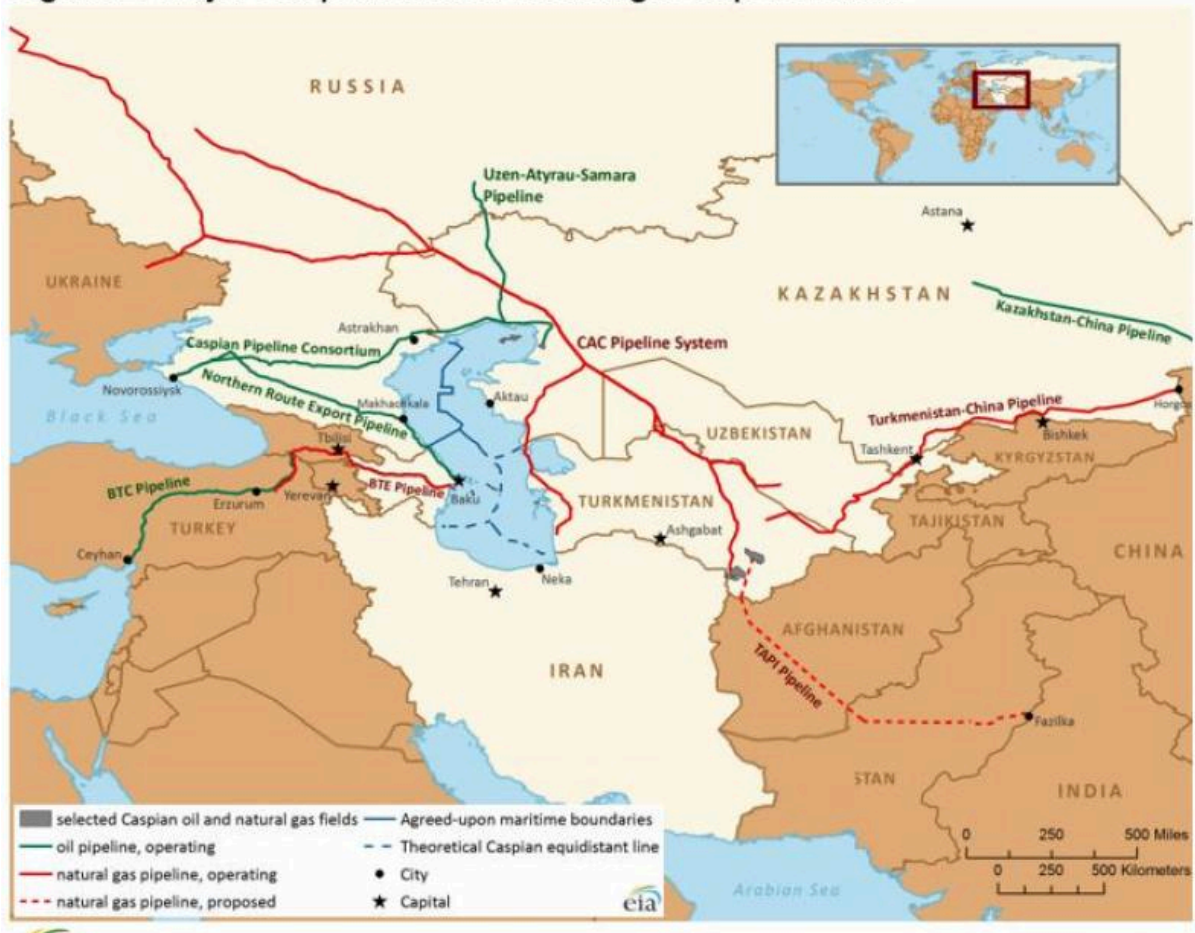 RUSSIA
Uzen-Atyrau-Samara
Pipeline
Astana
UKRAINE
KAZAKHSTAN
Kazakhstan-China Pipeline
Astrakhan
Caspian Pipeline Consortium
CAC Pipeline System
Novorossiysk
Northern Route Export Pipeline
Makhachkala
Aktau
Black Sea
Turkmenistan-China Pipeline
Horgos
Tbilisi
UZBEKISTAN
Tashkent
Bishkek
KYRGYZSTAN
BTC Pipeline
BTE Pipeline
Baku
Erzurum
Yerevan
TURKMENISTAN
TURKEY
Ashgabat
TAJIKISTAN
Ceyhan
CHINA
Tehran
Neka
AFGHANISTAN
IRAN
TAPI Pipeline
Fazilka
STAN
INDIA
selected Caspian oil and natural gas fields
Agreed-upon maritime boundaries
oil pipeline, operating
Theoretical Caspian equidistant line
natural gas pipeline, operating
City
natural gas pipeline, proposed
Capital
eia
0 250 500 Miles
0 250 500 Kilometers
Arabian Sea